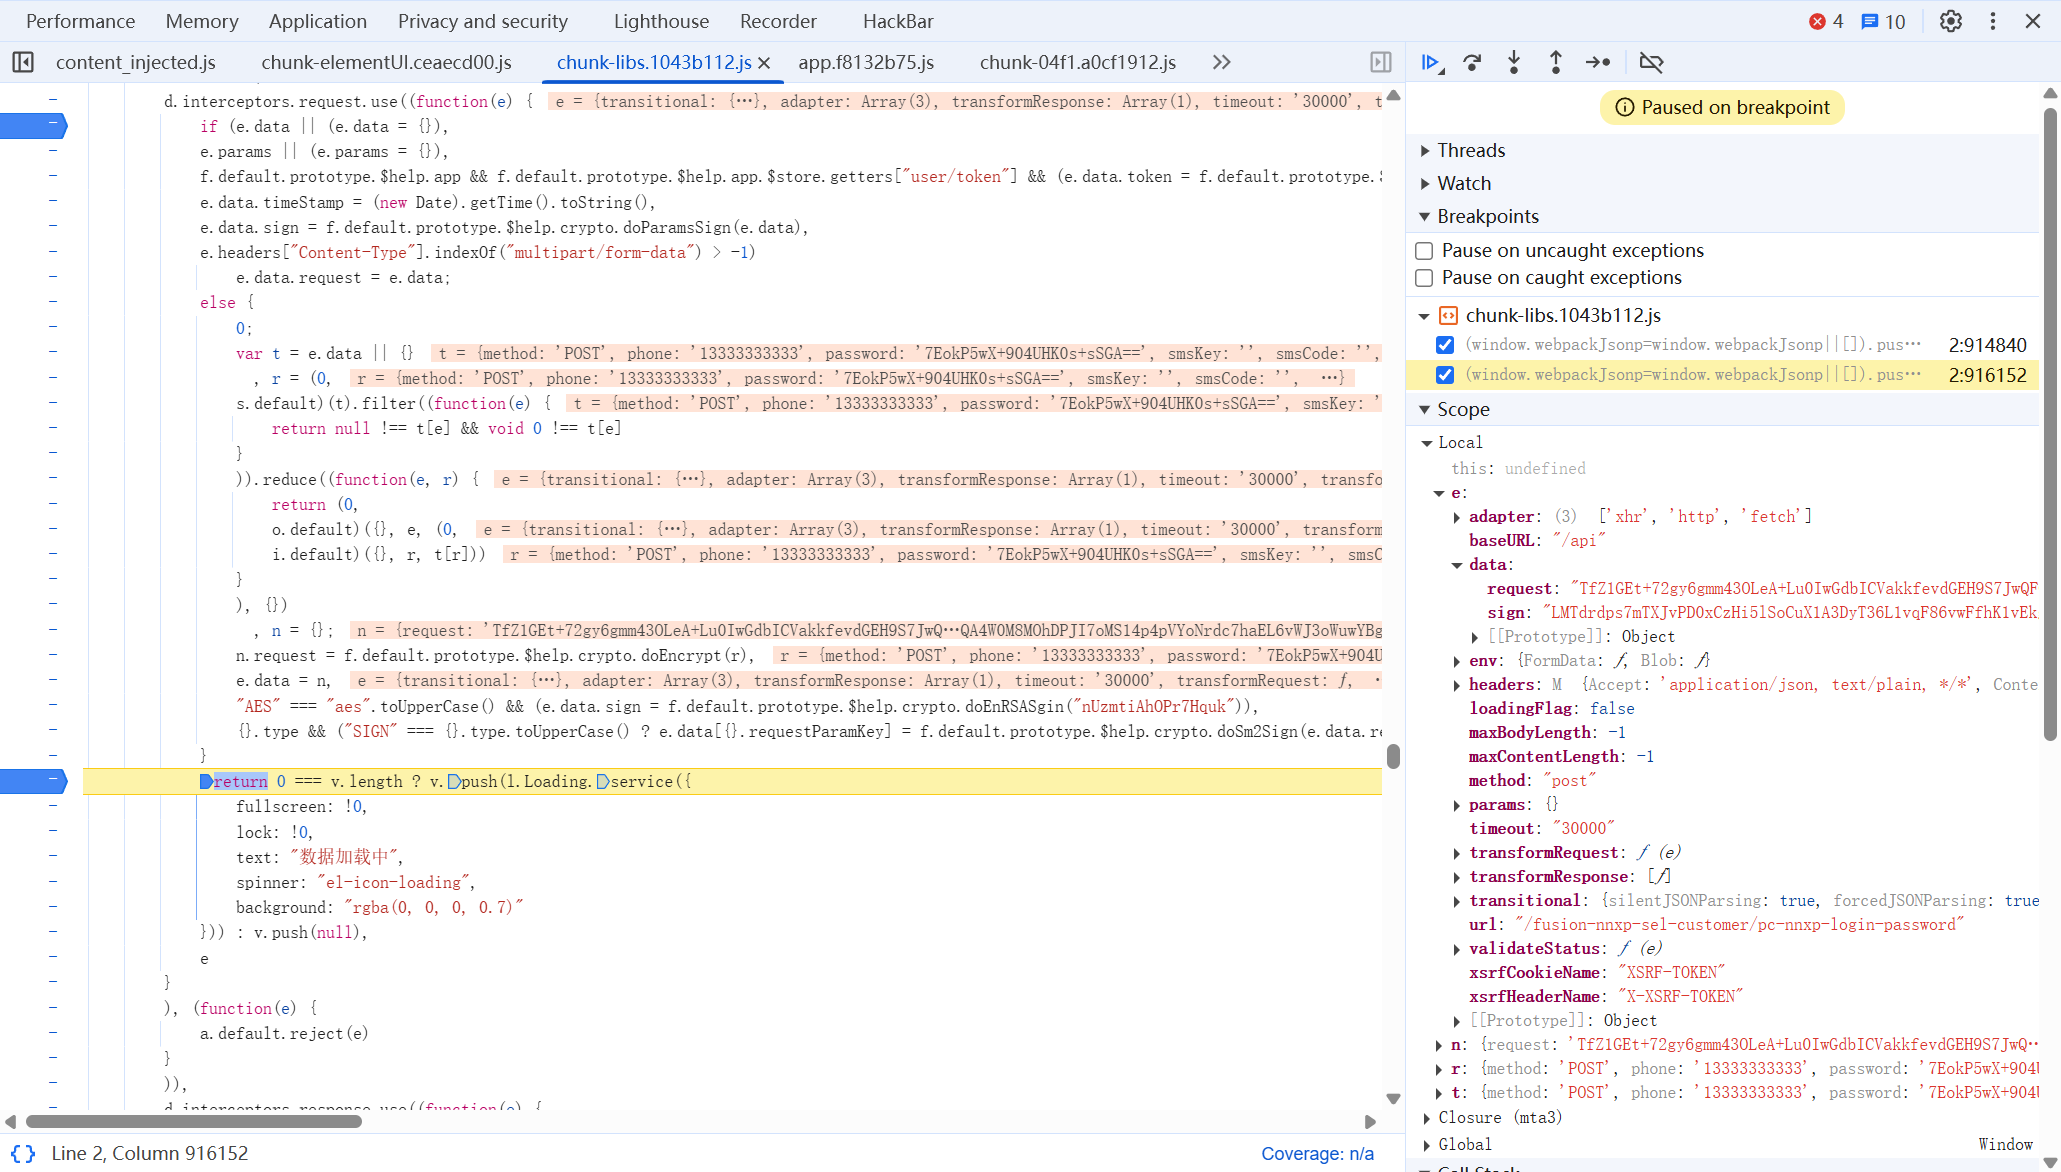 Performance Memory Application Privacy and security Lighthouse Recorder HackBar 4 10
content_injected.js chunk-elementUI.ceaecd00.js chunk-libs.1043b112.js app.f8132b75.js chunk-04f1.a0cf1912.js
d.interceptors.request.use((function(e) { e = {transitional: {…}, adapter: Array(3), transformResponse: Array(1), timeout: '30000', t
if (e.data || (e.data = {}),
e.params || (e.params = {}),
f.default.prototype.$help.app && f.default.prototype.$help.app.$store.getters["user/token"] && (e.data.token = f.default.prototype.$
e.data.timeStamp = (new Date).getTime().toString(),
e.data.sign = f.default.prototype.$help.crypto.doParamsSign(e.data),
e.headers["Content-Type"].indexOf("multipart/form-data") > -1)
e.data.request = e.data;
else {
0;
var t = e.data || {} t = {method: 'POST', phone: '13333333333', password: '7EokP5wX+904UHK0s+sSGA==', smsKey: '', smsCode: '',
, r = (0, r = {method: 'POST', phone: '13333333333', password: '7EokP5wX+904UHK0s+sSGA==', smsKey: '', smsCode: '', …}
s.default)(t).filter((function(e) { t = {method: 'POST', phone: '13333333333', password: '7EokP5wX+904UHK0s+sSGA==', smsKey: '
return null !== t[e] && void 0 !== t[e]
}
)).reduce((function(e, r) { e = {transitional: {…}, adapter: Array(3), transformResponse: Array(1), timeout: '30000', transfo
return (0,
o.default)({}, e, (0, e = {transitional: {…}, adapter: Array(3), transformResponse: Array(1), timeout: '30000', transform
i.default)({}, r, t[r])) r = {method: 'POST', phone: '13333333333', password: '7EokP5wX+904UHK0s+sSGA==', smsKey: '', smsC
}
), {})
, n = {}; n = {request: 'TfZ1GEt+72gy6gmm43OLeA+Lu0IwGdbICVakkfevdGEH9S7JwQ…QA4W0M8MOhDPJI7oMS14p4pVYoNrdc7haEL6vWJ3oWuwYBg
n.request = f.default.prototype.$help.crypto.doEncrypt(r), r = {method: 'POST', phone: '13333333333', password: '7EokP5wX+904U
e.data = n, e = {transitional: {…}, adapter: Array(3), transformResponse: Array(1), timeout: '30000', transformRequest: ƒ, …
"AES" === "aes".toUpperCase() && (e.data.sign = f.default.prototype.$help.crypto.doEnRSASgin("nUzmtiAhOPr7Hquk")),
{}.type && ("SIGN" === {}.type.toUpperCase() ? e.data[{}.requestParamKey] = f.default.prototype.$help.crypto.doSm2Sign(e.data.re
}
return 0 === v.length ? v.push(l.Loading.service({
fullscreen: !0,
lock: !0,
text: "数据加载中",
spinner: "el-icon-loading",
background: "rgba(0, 0, 0, 0.7)"
})) : v.push(null),
e
}
), (function(e) {
a.default.reject(e)
}
)),
d.interceptors.response.use((function(e) {
{} Line 2, Column 916152 Coverage: n/a
Paused on breakpoint
Threads
Watch
Breakpoints
Pause on uncaught exceptions
Pause on caught exceptions
chunk-libs.1043b112.js
(window.webpackJsonp=window.webpackJsonp||[]).pus… 2:914840
(window.webpackJsonp=window.webpackJsonp||[]).pus… 2:916152
Scope
Local
this: undefined
e:
adapter: (3) ['xhr', 'http', 'fetch']
baseURL: "/api"
data:
request: "TfZ1GEt+72gy6gmm43OLeA+Lu0IwGdbICVakkfevdGEH9S7JwQF
sign: "LMTdrdps7mTXJvPD0xCzHi5lSoCuX1A3DyT36L1vqF86vwFfhK1vEk
[[Prototype]]: Object
env: {FormData: ƒ, Blob: ƒ}
headers: M {Accept: 'application/json, text/plain, */*', Conte
loadingFlag: false
maxBodyLength: -1
maxContentLength: -1
method: "post"
params: {}
timeout: "30000"
transformRequest: ƒ (e)
transformResponse: [ƒ]
transitional: {silentJSONParsing: true, forcedJSONParsing: true
url: "/fusion-nnxp-sel-customer/pc-nnxp-login-password"
validateStatus: ƒ (e)
xsrfCookieName: "XSRF-TOKEN"
xsrfHeaderName: "X-XSRF-TOKEN"
[[Prototype]]: Object
n: {request: 'TfZ1GEt+72gy6gmm43OLeA+Lu0IwGdbICVakkfevdGEH9S7JwQ…
r: {method: 'POST', phone: '13333333333', password: '7EokP5wX+904U
t: {method: 'POST', phone: '13333333333', password: '7EokP5wX+904U
Closure (mta3)
Global Window
Call Stack